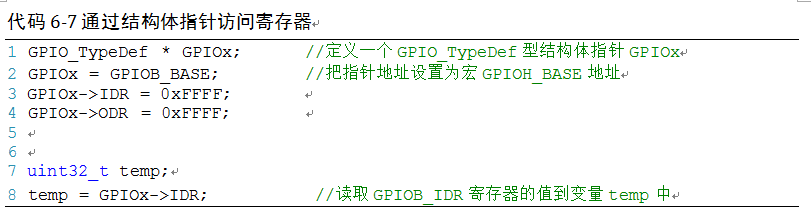 代码 6-7 通过结构体指针访问寄存器↵
1 GPIO_TypeDef * GPIOx; //定义一个 GPIO_TypeDef 型结构体指针 GPIOx↵
2 GPIOx = GPIOB_BASE; //把指针地址设置为宏 GPIOH_BASE 地址↵
3 GPIOx->IDR = 0xFFFF; ↵
4 GPIOx->ODR = 0xFFFF; ↵
5 ↵
6 ↵
7 uint32_t temp;↵
8 temp = GPIOx->IDR; //读取 GPIOB_IDR 寄存器的值到变量 temp 中↵